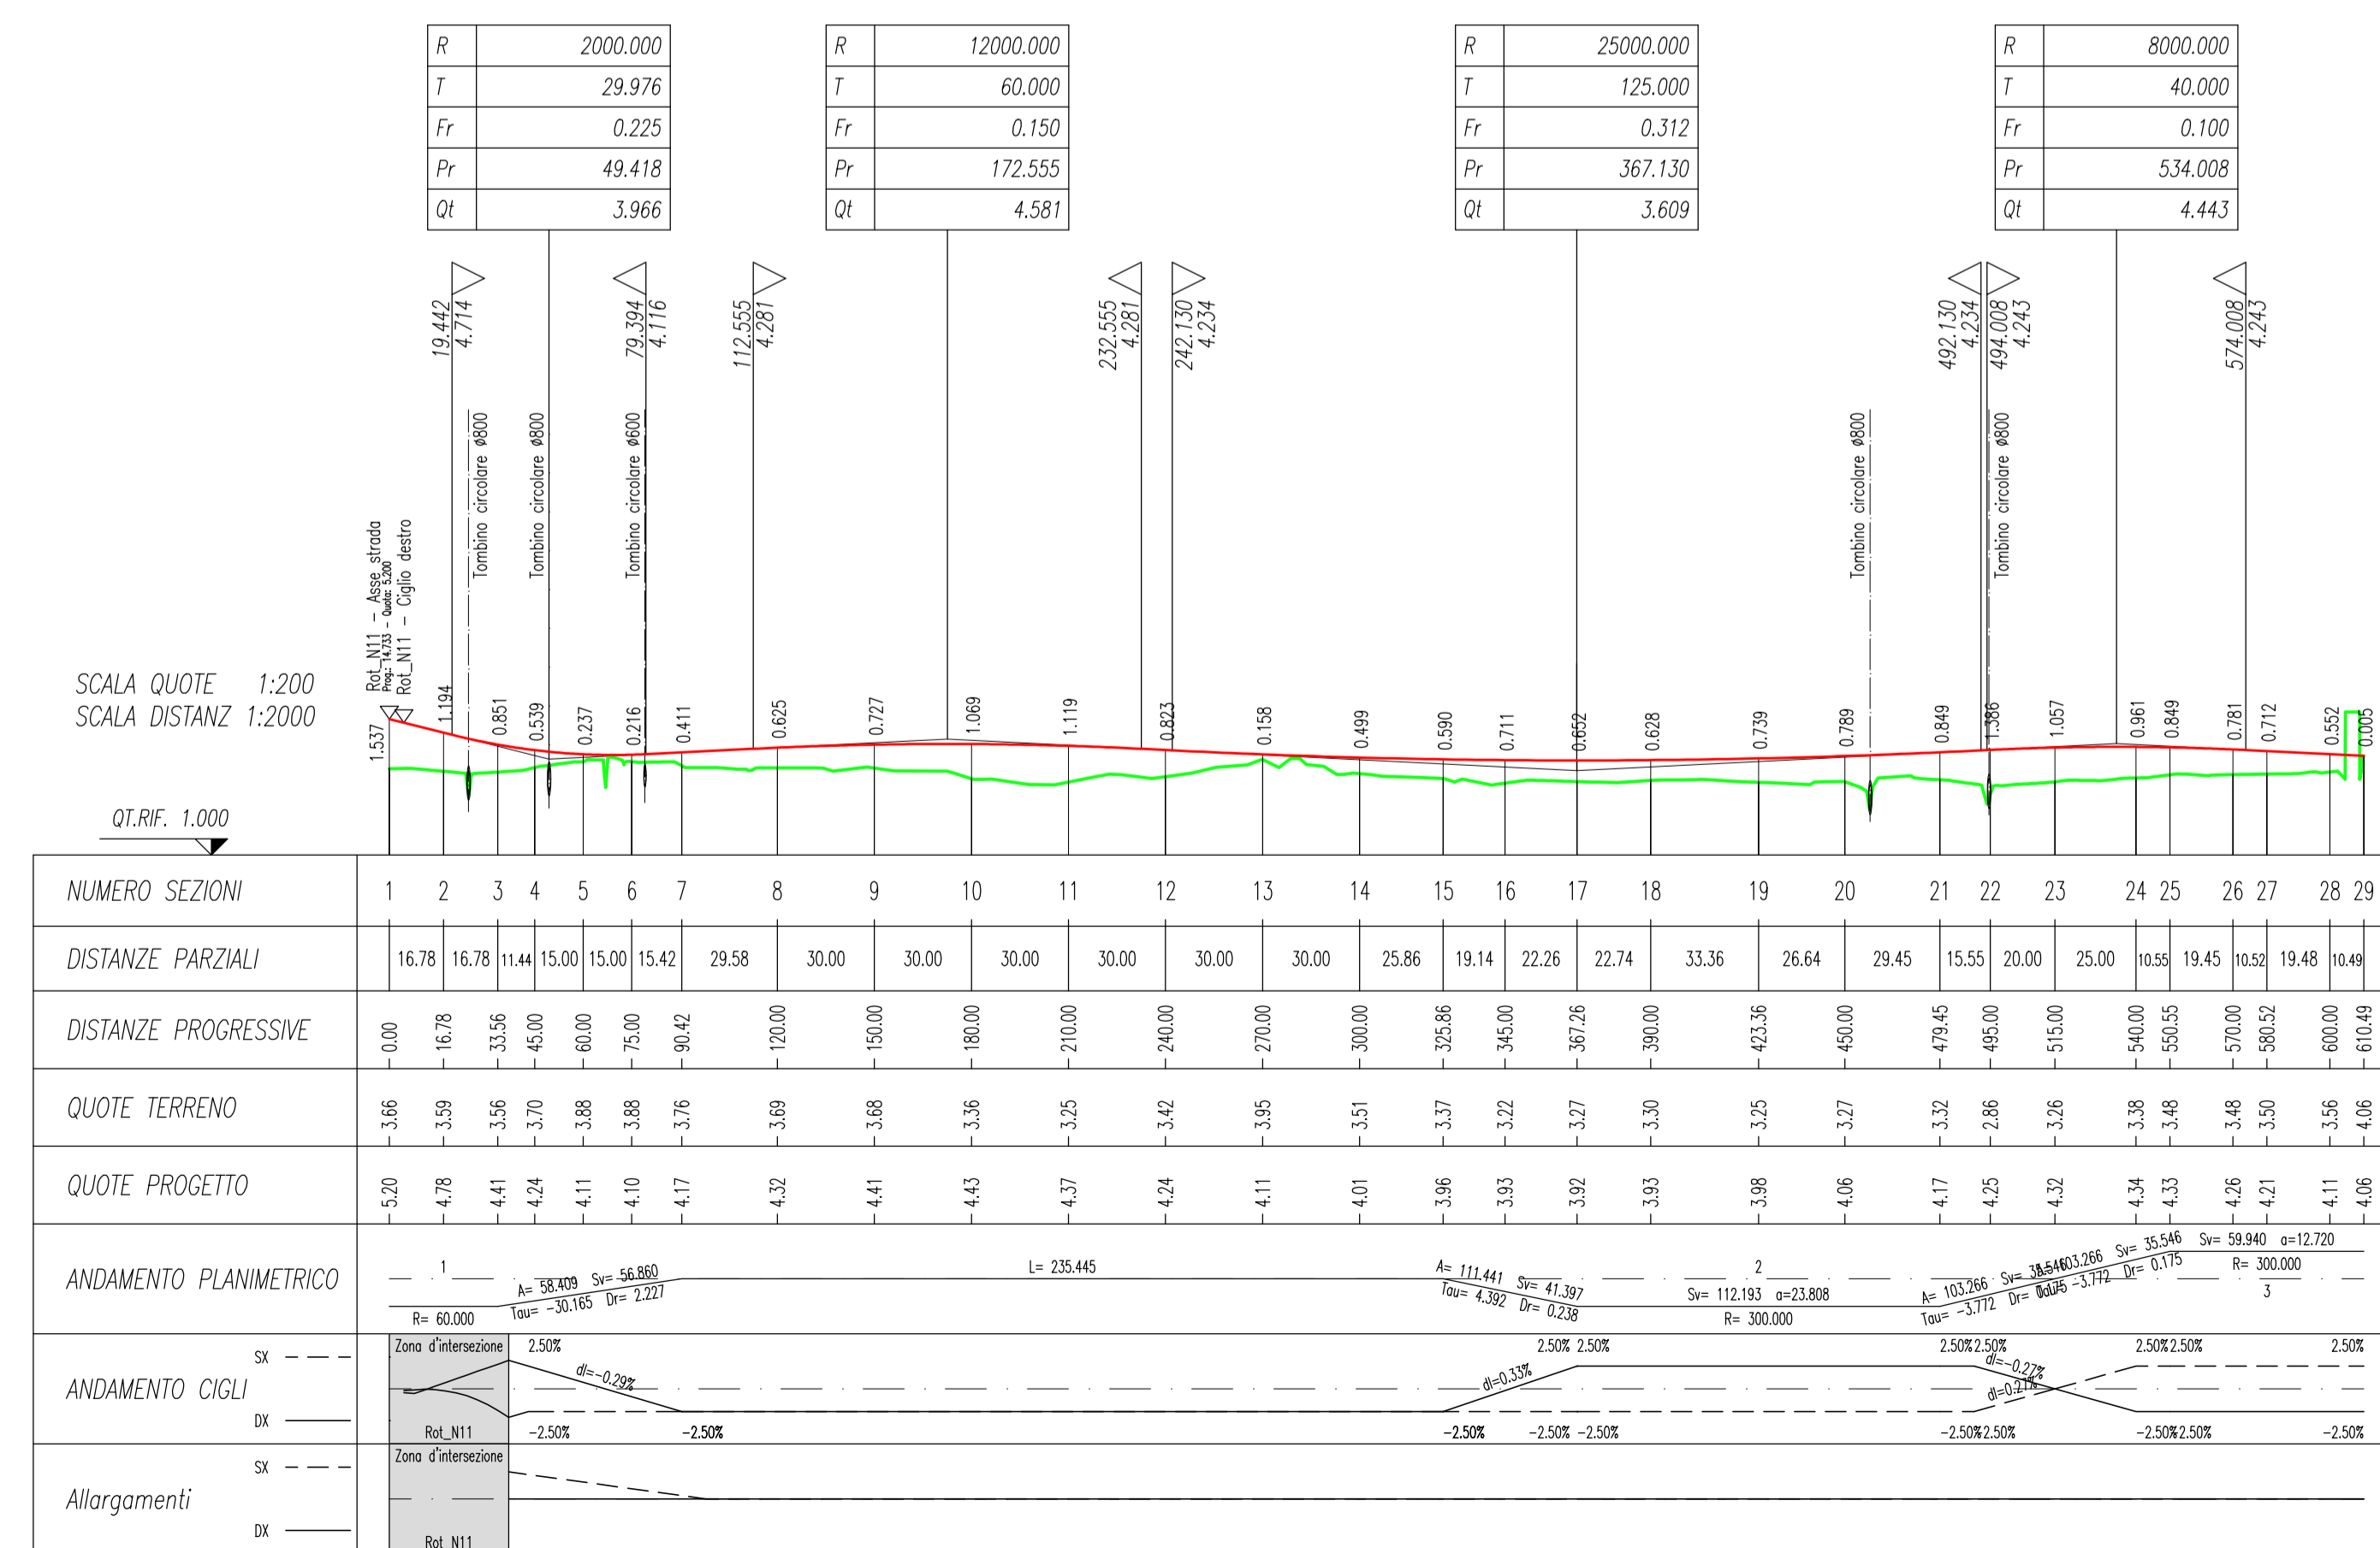 R 2000.000
T 29.976
Fr 0.225
Pr 49.418
Qt 3.966
R 12000.000
T 60.000
Fr 0.150
Pr 172.555
Qt 4.581
R 25000.000
T 125.000
Fr 0.312
Pr 367.130
Qt 3.609
R 8000.000
T 40.000
Fr 0.100
Pr 534.008
Qt 4.443
19.442
4.714
79.394
4.116
112.555
4.281
232.555
4.281
242.130
4.234
492.130
4.234
494.008
4.243
574.008
4.243
Rot_N11 - Asse strada
Prog.: 14.733 - Quota: 5.200
Rot_N11 - Ciglio destro
Tombino circolare ø800
Tombino circolare ø800
Tombino circolare ø600
Tombino circolare ø800
Tombino circolare ø800
SCALA QUOTE 1:200
SCALA DISTANZ 1:2000
1.537 1.194 0.851 0.539 0.237 0.216 0.411 0.625 0.727 1.069 1.119 0.823 0.158 0.499 0.590 0.711 0.652 0.628 0.739 0.789 0.849 1.386 1.057 0.961 0.849 0.781 0.712 0.552 0.005
QT.RIF. 1.000
NUMERO SEZIONI 1 2 3 4 5 6 7 8 9 10 11 12 13 14 15 16 17 18 19 20 21 22 23 24 25 26 27 28 29
DISTANZE PARZIALI 16.78 16.78 11.44 15.00 15.00 15.42 29.58 30.00 30.00 30.00 30.00 30.00 30.00 25.86 19.14 22.26 22.74 33.36 26.64 29.45 15.55 20.00 25.00 10.55 19.45 10.52 19.48 10.49
DISTANZE PROGRESSIVE 0.00 16.78 33.56 45.00 60.00 75.00 90.42 120.00 150.00 180.00 210.00 240.00 270.00 300.00 325.86 345.00 367.26 390.00 423.36 450.00 479.45 495.00 515.00 540.00 550.55 570.00 580.52 600.00 610.49
QUOTE TERRENO 3.66 3.59 3.56 3.70 3.88 3.88 3.76 3.69 3.68 3.36 3.25 3.42 3.95 3.51 3.37 3.22 3.27 3.30 3.25 3.27 3.32 2.86 3.26 3.38 3.48 3.48 3.50 3.56 4.06
QUOTE PROGETTO 5.20 4.78 4.41 4.24 4.11 4.10 4.17 4.32 4.41 4.43 4.37 4.24 4.11 4.01 3.96 3.93 3.92 3.93 3.98 4.06 4.17 4.25 4.32 4.34 4.33 4.26 4.21 4.11 4.06
ANDAMENTO PLANIMETRICO
1
R= 60.000
A= 58.409 Sv= 56.860
Tau= -30.165 Dr= 2.227
L= 235.445
A= 111.441 Sv= 41.397
Tau= 4.392 Dr= 0.238
2
Sv= 112.193 a=23.808
R= 300.000
A= 103.266 Sv= 35.546
Tau= -3.772 Dr= 0.175
A= 103.266 Sv= 35.546
Tau= -3.772 Dr= 0.175
Sv= 59.940 a=12.720
R= 300.000
3
ANDAMENTO CIGLI
SX
DX
Zona d'intersezione
Rot_N11
2.50% 2.50% 2.50% 2.50% 2.50% 2.50% 2.50% 2.50%
dl=-0.29%
dl=0.33%
dl=-0.27%
dl=0.27%
-2.50% -2.50% -2.50% -2.50% -2.50% -2.50% 2.50% -2.50% 2.50% -2.50%
Allargamenti
SX
DX
Zona d'intersezione
Rot_N11